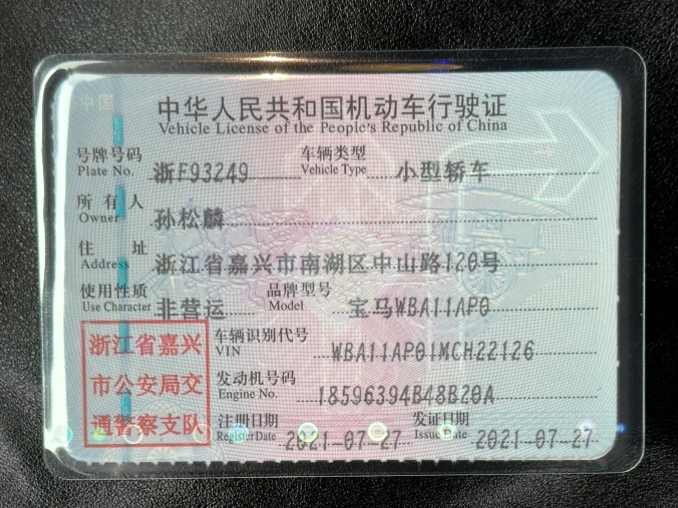 中华人民共和国机动车行驶证
Vehicle License of the People's Republic of China
号牌号码 浙F93249 车辆类型 小型轿车
Plate No. Vehicle Type
所有人 孙松麟
Owner
住址 浙江省嘉兴市南湖区中山路120号
Address
使用性质 非营运 品牌型号 宝马WBA11AP0
Use Character Model
浙江省嘉兴
市公安局交
通警察支队
车辆识别代号 WBA11AP01MCH22126
VIN
发动机号码 18596394B48B20A
Engine No.
注册日期 2021-07-27 发证日期 2021-07-27
Register Date Issue Date